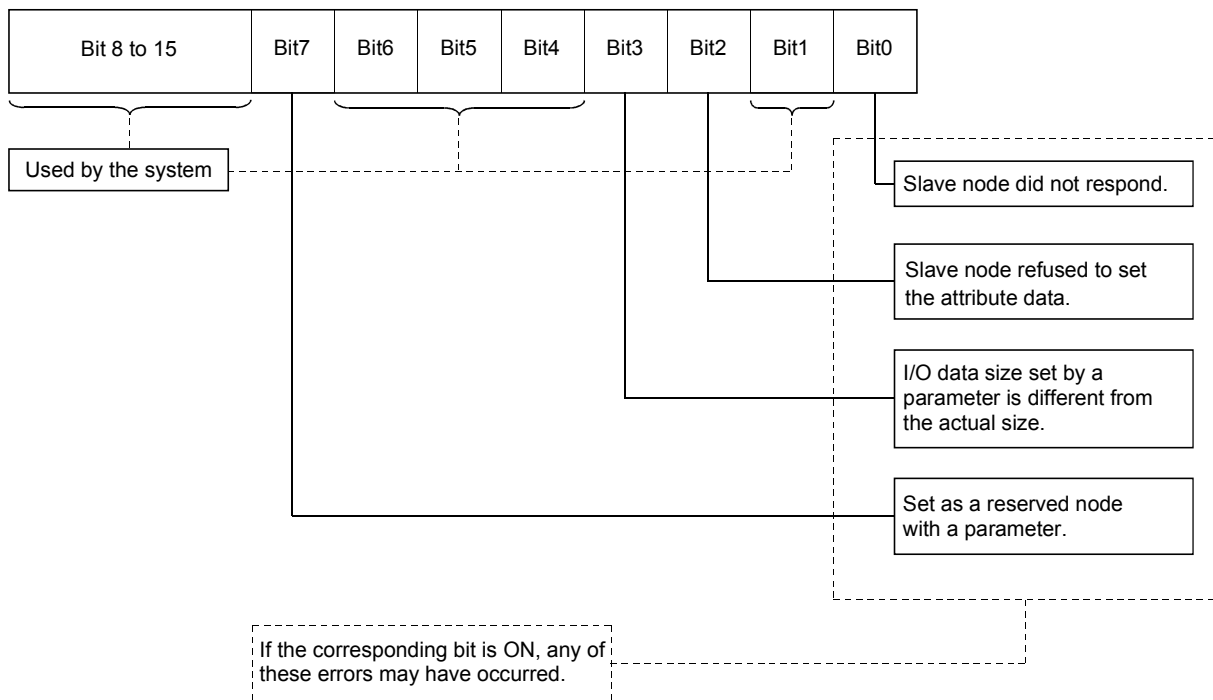 Bit 8 to 15 Bit7 Bit6 Bit5 Bit4 Bit3 Bit2 Bit1 Bit0
Used by the system
Slave node did not respond.
Slave node refused to set
the attribute data.
I/O data size set by a
parameter is different from
the actual size.
Set as a reserved node
with a parameter.
If the corresponding bit is ON, any of
these errors may have occurred.